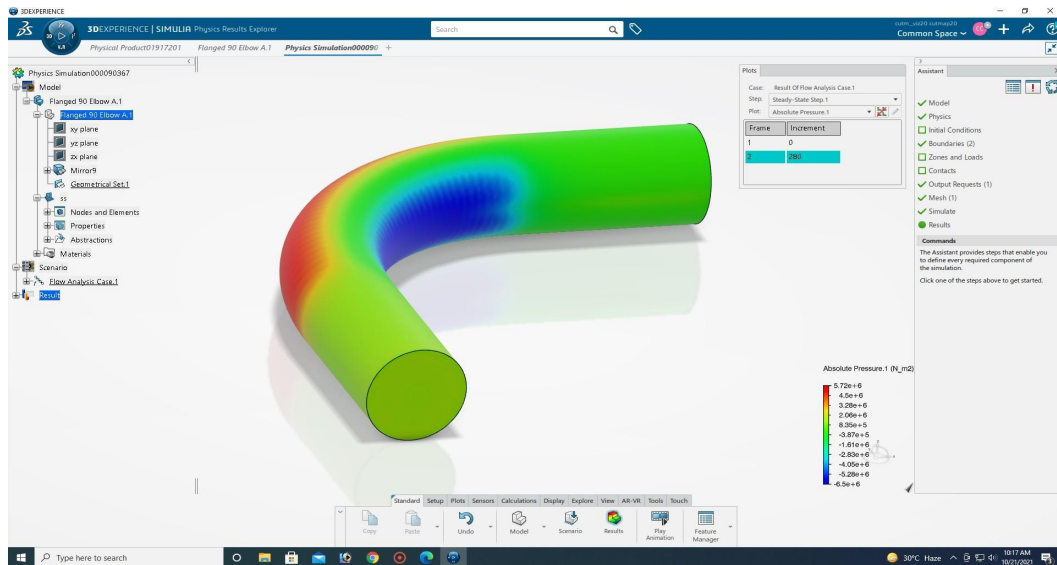 3DEXPERIENCE
3DEXPERIENCE | SIMULIA Physics Results Explorer
Search
cutm_viz20 cutmap20
Common Space
Physical Product01917201 Flanged 90 Elbow A.1 Physics Simulation000090 +
Physics Simulation000090367
Model
Flanged 90 Elbow A.1
Flanged 90 Elbow A.1
xy plane
yz plane
zx plane
Mirror9
Geometrical Set.1
ss
Nodes and Elements
Properties
Abstractions
Materials
Scenario
Flow Analysis Case.1
Result
Plots
Case: Result Of Flow Analysis Case.1
Step: Steady-State Step.1
Plot: Absolute Pressure.1
Frame Increment
1 0
2 280
Assistant
Model
Physics
Initial Conditions
Boundaries (2)
Zones and Loads
Contacts
Output Requests (1)
Mesh (1)
Simulate
Results
Commands
The Assistant provides steps that enable you
to define every required component of
the simulation.
Click one of the steps above to get started.
Absolute Pressure.1 (N_m2)
5.72e+6
4.5e+6
3.28e+6
2.06e+6
8.35e+5
-3.87e+5
-1.61e+6
-2.83e+6
-4.05e+6
-5.28e+6
-6.5e+6
Standard Setup Plots Sensors Calculations Display Explore View AR-VR Tools Touch
Copy Paste Undo Model Scenario Results Play Animation Feature Manager
Type here to search
30°C Haze
10:17 AM
10/21/2021